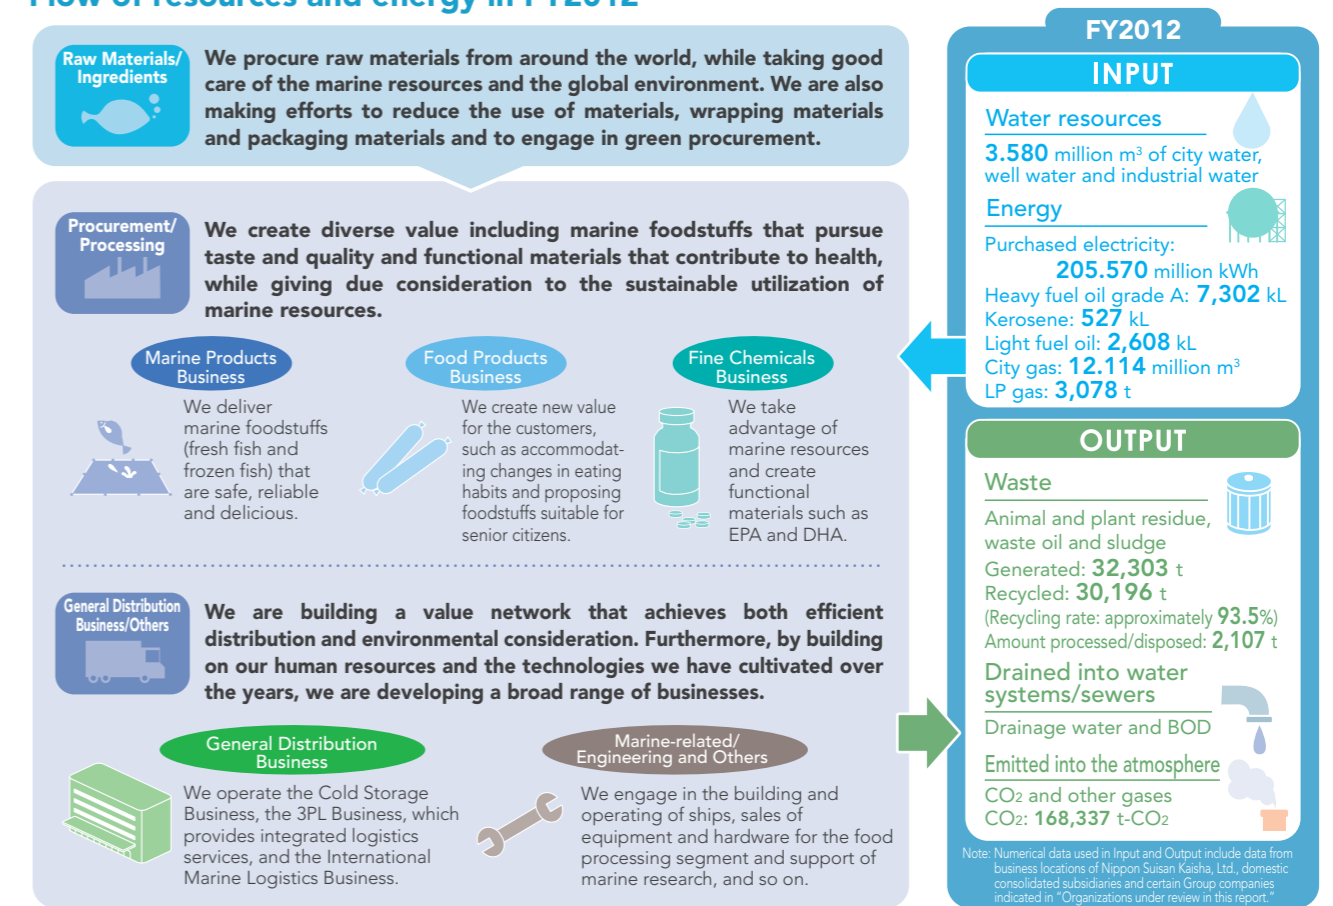 Flow of resources and energy in FY2012
Raw Materials/
Ingredients
We procure raw materials from around the world, while taking good
care of the marine resources and the global environment. We are also
making efforts to reduce the use of materials, wrapping materials
and packaging materials and to engage in green procurement.
Procurement/
Processing
We create diverse value including marine foodstuffs that pursue
taste and quality and functional materials that contribute to health,
while giving due consideration to the sustainable utilization of
marine resources.
Marine Products
Business
We deliver
marine foodstuffs
(fresh fish and
frozen fish) that
are safe, reliable
and delicious.
Food Products
Business
We create new value
for the customers,
such as accommodat-
ing changes in eating
habits and proposing
foodstuffs suitable for
senior citizens.
Fine Chemicals
Business
We take
advantage of
marine resources
and create
functional
materials such as
EPA and DHA.
General Distribution
Business/Others
We are building a value network that achieves both efficient
distribution and environmental consideration. Furthermore, by building
on our human resources and the technologies we have cultivated over
the years, we are developing a broad range of businesses.
General Distribution
Business
We operate the Cold Storage
Business, the 3PL Business, which
provides integrated logistics
services, and the International
Marine Logistics Business.
Marine-related/
Engineering and Others
We engage in the building and
operating of ships, sales of
equipment and hardware for the food
processing segment and support of
marine research, and so on.
FY2012
INPUT
Water resources
3.580 million m³ of city water,
well water and industrial water
Energy
Purchased electricity:
205.570 million kWh
Heavy fuel oil grade A: 7,302 kL
Kerosene: 527 kL
Light fuel oil: 2,608 kL
City gas: 12.114 million m³
LP gas: 3,078 t
OUTPUT
Waste
Animal and plant residue,
waste oil and sludge
Generated: 32,303 t
Recycled: 30,196 t
(Recycling rate: approximately 93.5%)
Amount processed/disposed: 2,107 t
Drained into water
systems/sewers
Drainage water and BOD
Emitted into the atmosphere
CO2 and other gases
CO2: 168,337 t-CO2
Note: Numerical data used in Input and Output include data from
business locations of Nippon Suisan Kaisha, Ltd., domestic
consolidated subsidiaries and certain Group companies
indicated in “Organizations under review in this report.”